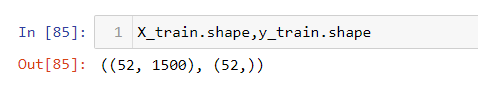 In [85]: 1 X_train.shape,y_train.shape
Out[85]: ((52, 1500), (52,))